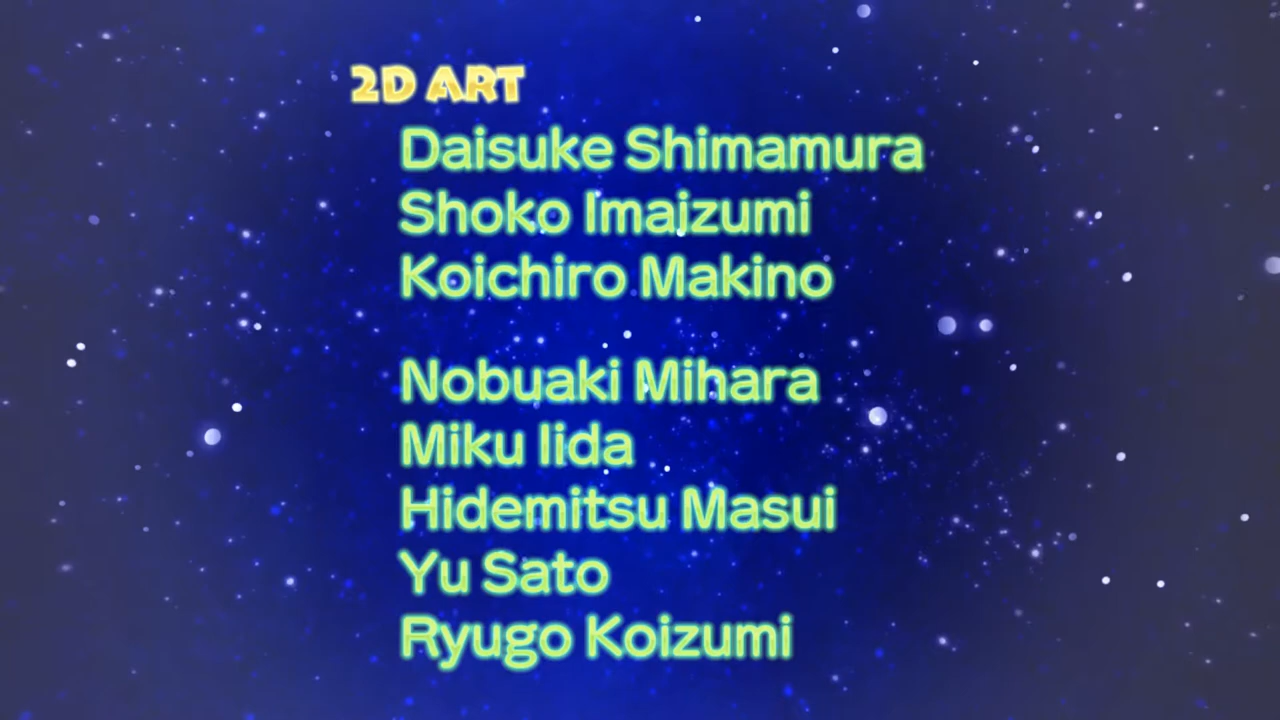 2D ART
Daisuke Shimamura
Shoko Imaizumi
Koichiro Makino
Nobuaki Mihara
Miku Iida
Hidemitsu Masui
Yu Sato
Ryugo Koizumi